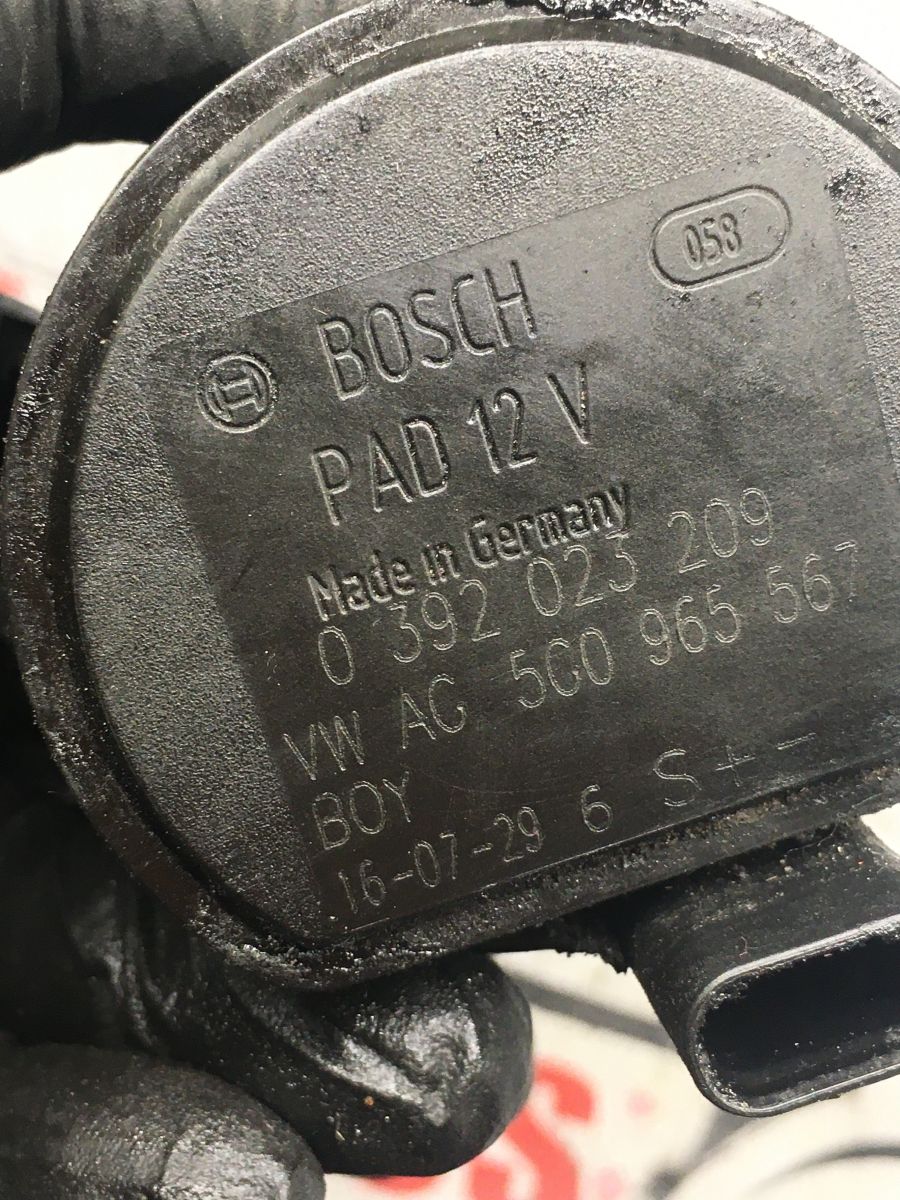 058
BOSCH
PAD 12 V
Made in Germany
0 392 023 209
VW AG 5C0 965 567
BOY
16-07-29 6 S + -